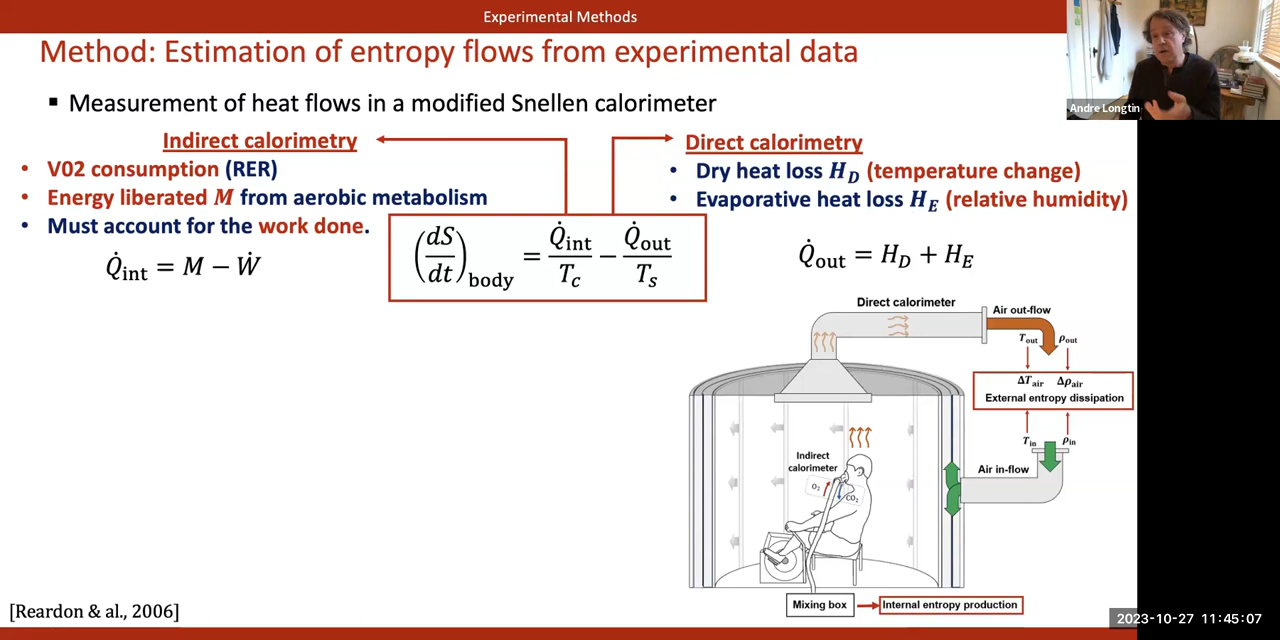 Experimental Methods
Method: Estimation of entropy flows from experimental data
Andre Longtin
▪ Measurement of heat flows in a modified Snellen calorimeter
Indirect calorimetry
• V02 consumption (RER)
• Energy liberated M from aerobic metabolism
• Must account for the work done.
Q̇int = M − Ẇ
(dS/dt)body = Q̇int/Tc − Q̇out/Ts
Direct calorimetry
• Dry heat loss HD (temperature change)
• Evaporative heat loss HE (relative humidity)
Q̇out = HD + HE
Direct calorimeter
Air out-flow
Tout ρout
ΔTair Δρair
External entropy dissipation
Tin ρin
Air in-flow
Indirect
calorimeter
O2
CO2
Mixing box
Internal entropy production
[Reardon & al., 2006]
2023-10-27 11:45:07